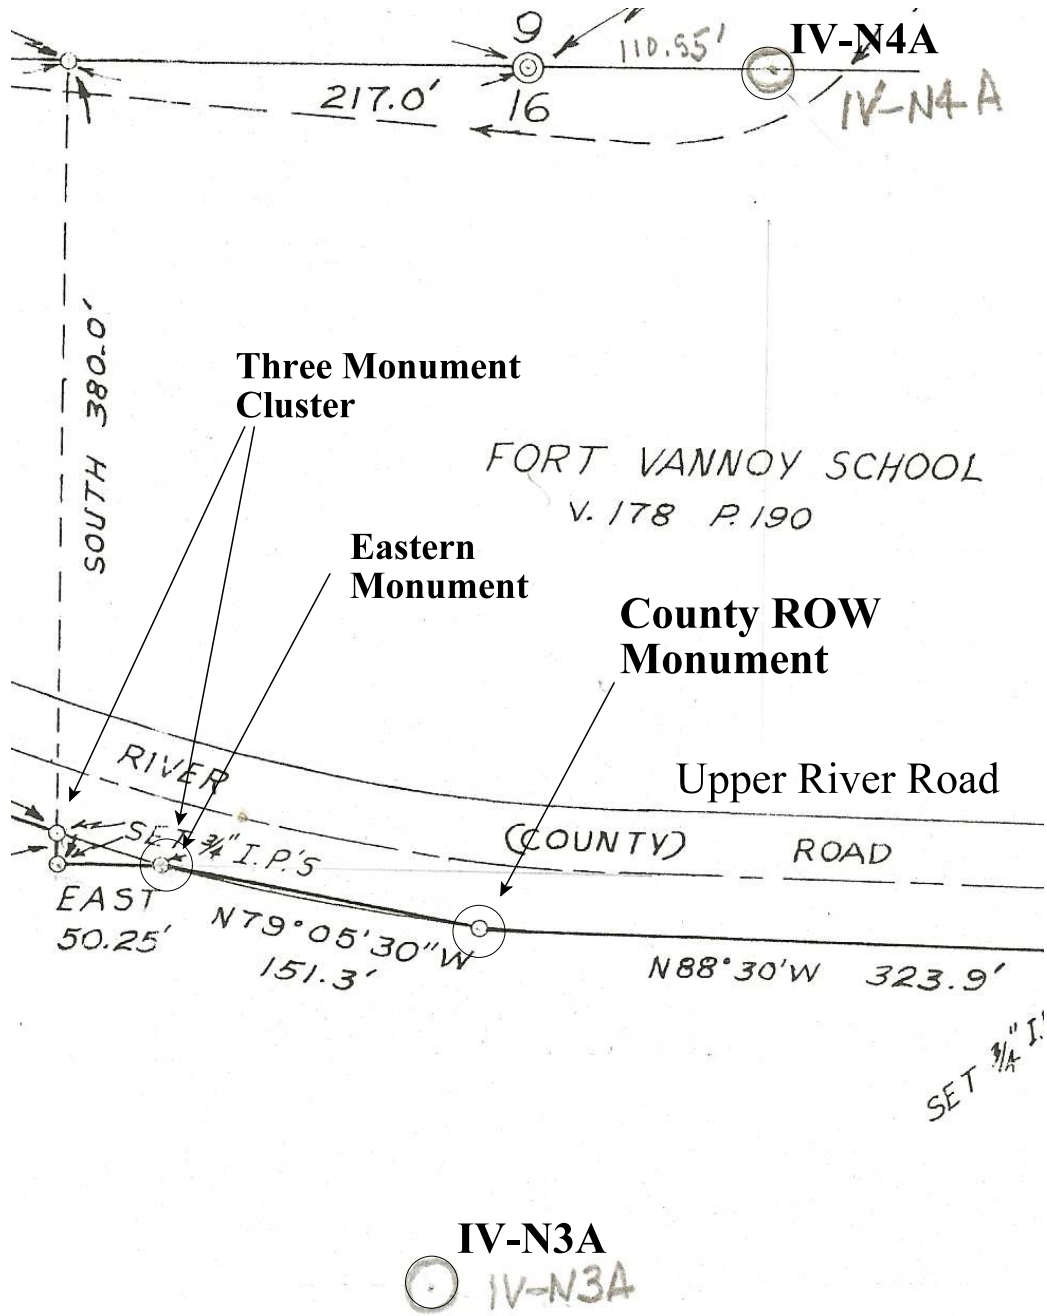 9
110.95'
IV-N4A
217.0'
16
IV-N4A
SOUTH 380.0'
Three Monument
Cluster
FORT VANNOY SCHOOL
V. 178 P. 190
Eastern
Monument
County ROW
Monument
RIVER
Upper River Road
SET 3/4" I.P.'S
(COUNTY) ROAD
EAST
50.25'
N79°05'30"W
151.3'
N88°30'W 323.9'
SET 3/4" I.
IV-N3A
IV-N3A